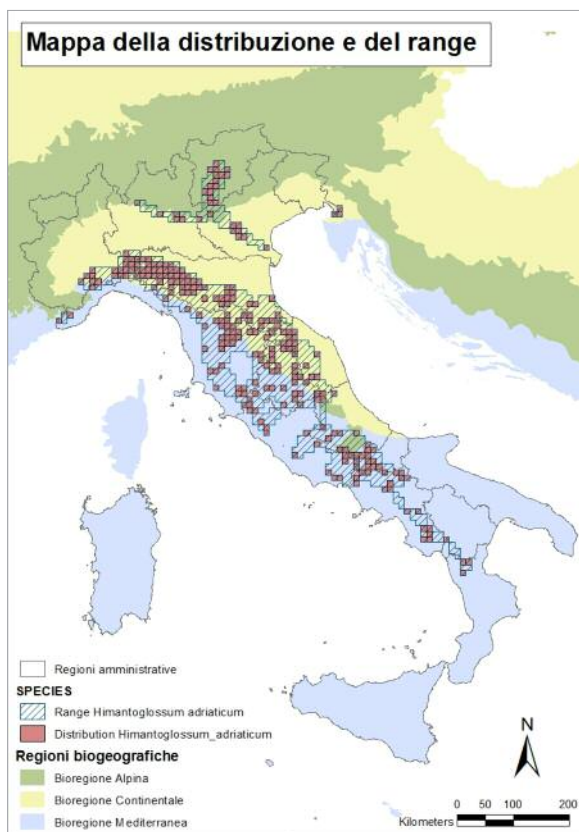 Mappa della distribuzione e del range
Regioni amministrative
SPECIES
Range Himantoglossum adriaticum
Distribution Himantoglossum_adriaticum
Regioni biogeografiche
Bioregione Alpina
Bioregione Continentale
Bioregione Mediterranea
N
0 50 100 200
Kilometers